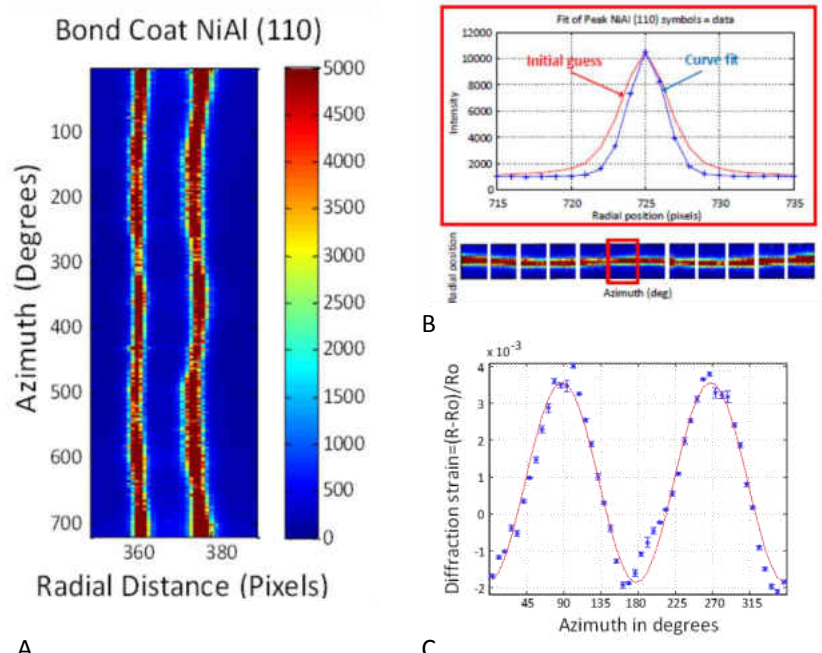 Bond Coat NiAl (110)
Azimuth (Degrees)
100
200
300
400
500
600
700
360
380
Radial Distance (Pixels)
5000
4500
4000
3500
3000
2500
2000
1500
1000
500
0
A
Fit of Peak NiAl (110) symbols = data
Intensity
12000
10000
8000
6000
4000
2000
0
Initial guess
Curve fit
715
720
725
730
735
Radial position (pixels)
Radial position
Azimuth (deg)
B
x 10⁻³
Diffraction strain=(R-Ro)/Ro
4
3
2
1
0
-1
-2
45
90
135
180
225
270
315
Azimuth in degrees
C